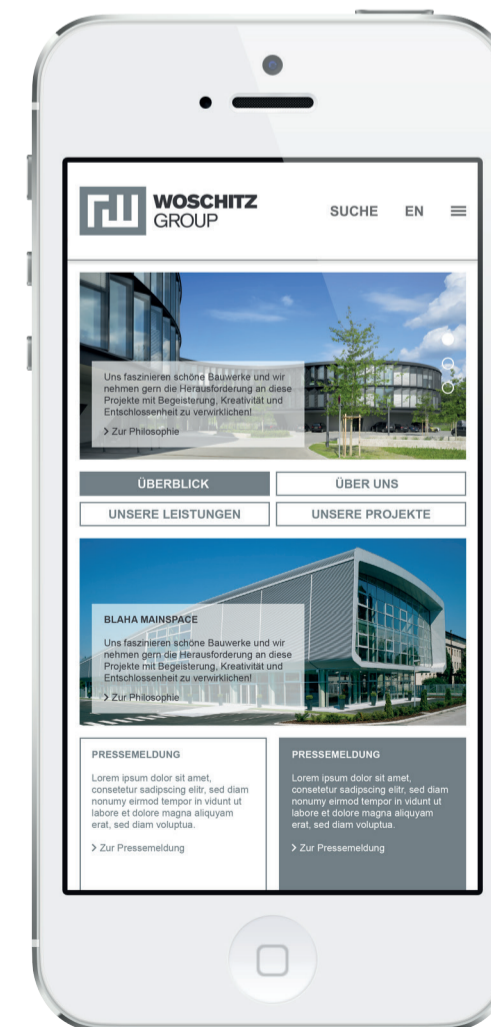 WOSCHITZ
GROUP
SUCHE EN
Uns faszinieren schöne Bauwerke und wir
nehmen gern die Herausforderung an diese
Projekte mit Begeisterung, Kreativität und
Entschlossenheit zu verwirklichen!
> Zur Philosophie
ÜBERBLICK
ÜBER UNS
UNSERE LEISTUNGEN
UNSERE PROJEKTE
BLAHA MAINSPACE
Uns faszinieren schöne Bauwerke und wir
nehmen gern die Herausforderung an diese
Projekte mit Begeisterung, Kreativität und
Entschlossenheit zu verwirklichen!
> Zur Philosophie
PRESSEMELDUNG
Lorem ipsum dolor sit amet,
consetetur sadipscing elitr, sed diam
nonumy eirmod tempor in vidunt ut
labore et dolore magna aliquyam
erat, sed diam voluptua.
> Zur Pressemeldung
PRESSEMELDUNG
Lorem ipsum dolor sit amet,
consetetur sadipscing elitr, sed diam
nonumy eirmod tempor in vidunt ut
labore et dolore magna aliquyam
erat, sed diam voluptua.
> Zur Pressemeldung